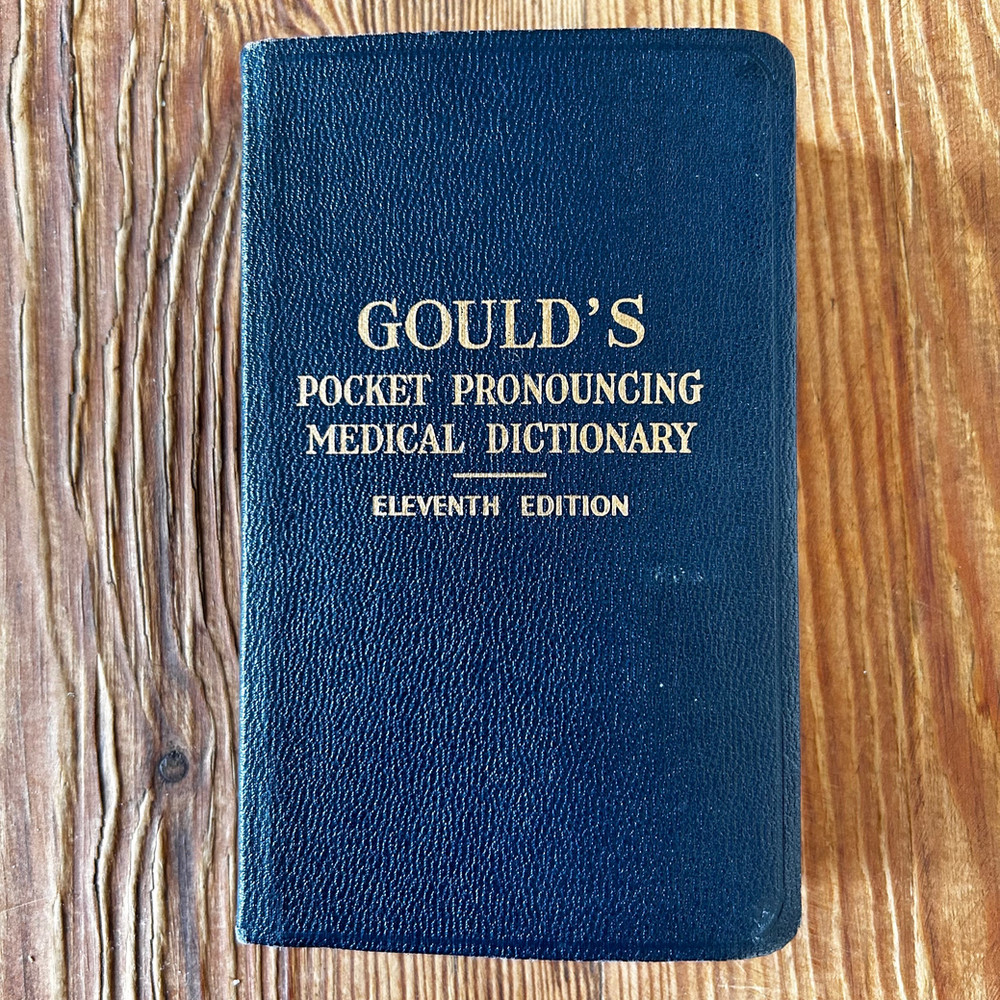 GOULD'S
POCKET PRONOUNCING
MEDICAL DICTIONARY
ELEVENTH EDITION